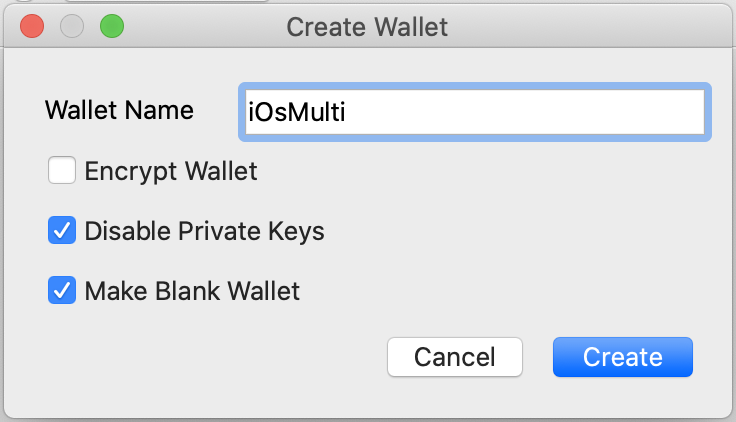 Create Wallet
Wallet Name iOsMulti
Encrypt Wallet
Disable Private Keys
Make Blank Wallet
Cancel Create